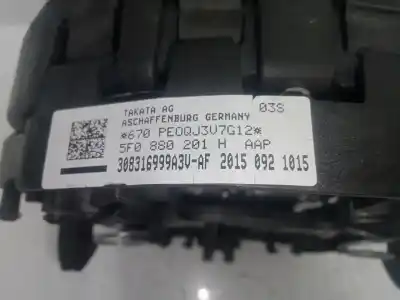 TAKATA AG 03S
ASCHAFFENBURG GERMANY
*670 PEOQJ3V7G12*
5F0 880 201 H AAP
308316999A3V-AF 2015 092 1015